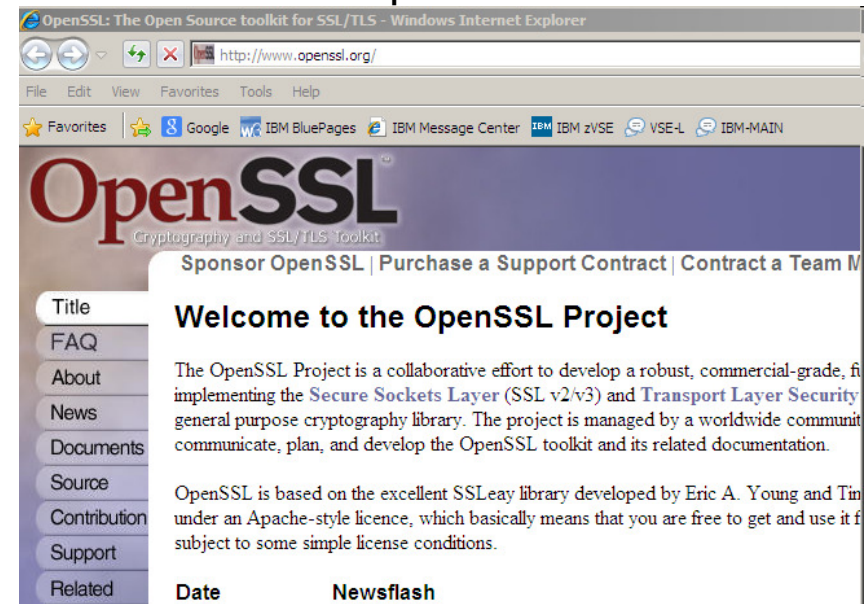 OpenSSL: The Open Source toolkit for SSL/TLS - Windows Internet Explorer
http://www.openssl.org/
File Edit View Favorites Tools Help
Favorites Google IBM BluePages IBM Message Center IBM IBM zVSE VSE-L IBM-MAIN
OpenSSL
Cryptography and SSL/TLS Toolkit
Sponsor OpenSSL | Purchase a Support Contract | Contract a Team
Title
Welcome to the OpenSSL Project
FAQ
The OpenSSL Project is a collaborative effort to develop a robust, commercial-grade,
About
implementing the Secure Sockets Layer (SSL v2/v3) and Transport Layer Security
News
general purpose cryptography library. The project is managed by a worldwide communit
Documents
communicate, plan, and develop the OpenSSL toolkit and its related documentation.
Source
OpenSSL is based on the excellent SSLeay library developed by Eric A. Young and Tim
Contribution
under an Apache-style licence, which basically means that you are free to get and use it f
Support
subject to some simple license conditions.
Related
Date Newsflash